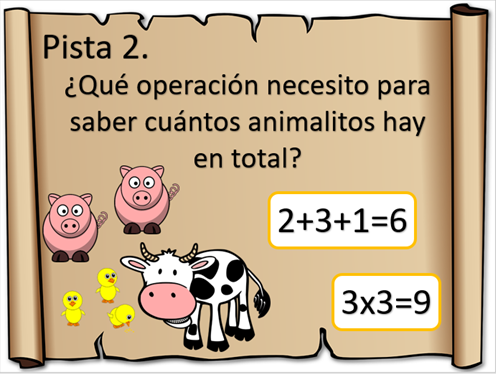 Pista 2.
¿Qué operación necesito para
saber cuántos animalitos hay
en total?
2+3+1=6
3x3=9